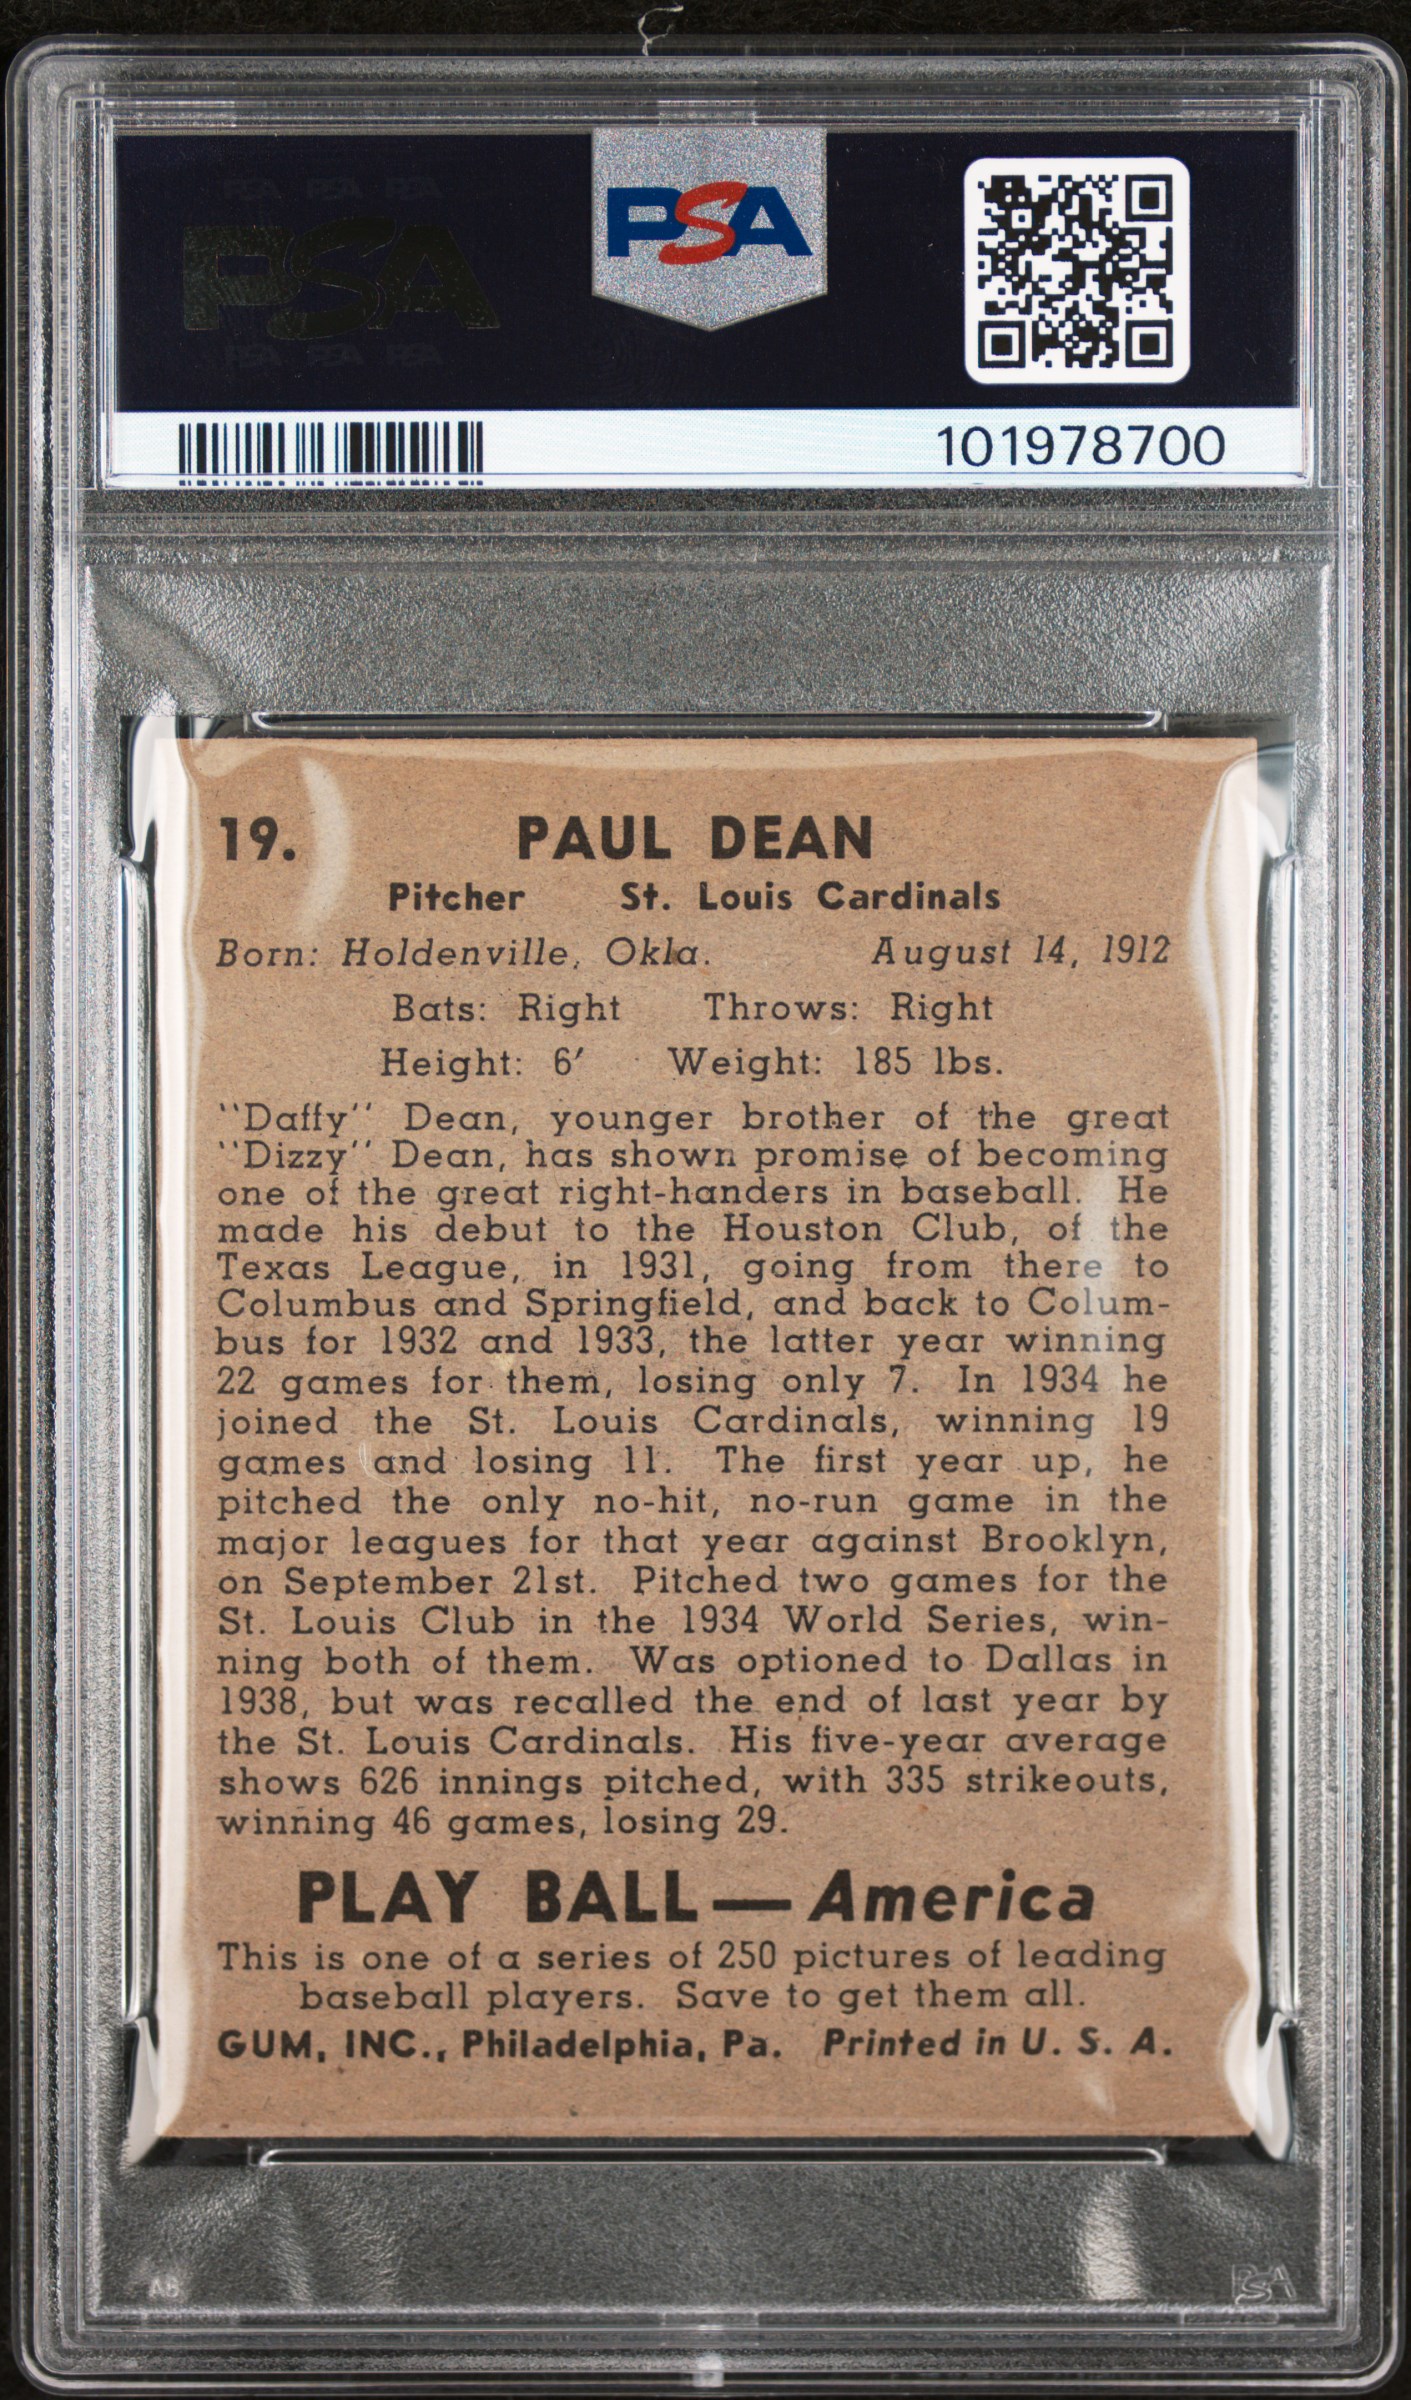 PSA
PSA PSA PSA
PSA
PSA PSA PSA
101978700
19. PAUL DEAN
Pitcher St. Louis Cardinals
Born: Holdenville, Okla. August 14, 1912
Bats: Right Throws: Right
Height: 6′ Weight: 185 lbs.
"Daffy" Dean, younger brother of the great
"Dizzy" Dean, has shown promise of becoming
one of the great right-handers in baseball. He
made his debut to the Houston Club, of the
Texas League, in 1931, going from there to
Columbus and Springfield, and back to Colum-
bus for 1932 and 1933, the latter year winning
22 games for them, losing only 7. In 1934 he
joined the St. Louis Cardinals, winning 19
games and losing 11. The first year up, he
pitched the only no-hit, no-run game in the
major leagues for that year against Brooklyn,
on September 21st. Pitched two games for the
St. Louis Club in the 1934 World Series, win-
ning both of them. Was optioned to Dallas in
1938, but was recalled the end of last year by
the St. Louis Cardinals. His five-year average
shows 626 innings pitched, with 335 strikeouts,
winning 46 games, losing 29.
PLAY BALL—America
This is one of a series of 250 pictures of leading
baseball players. Save to get them all.
GUM, INC., Philadelphia, Pa. Printed in U. S. A.
PSA